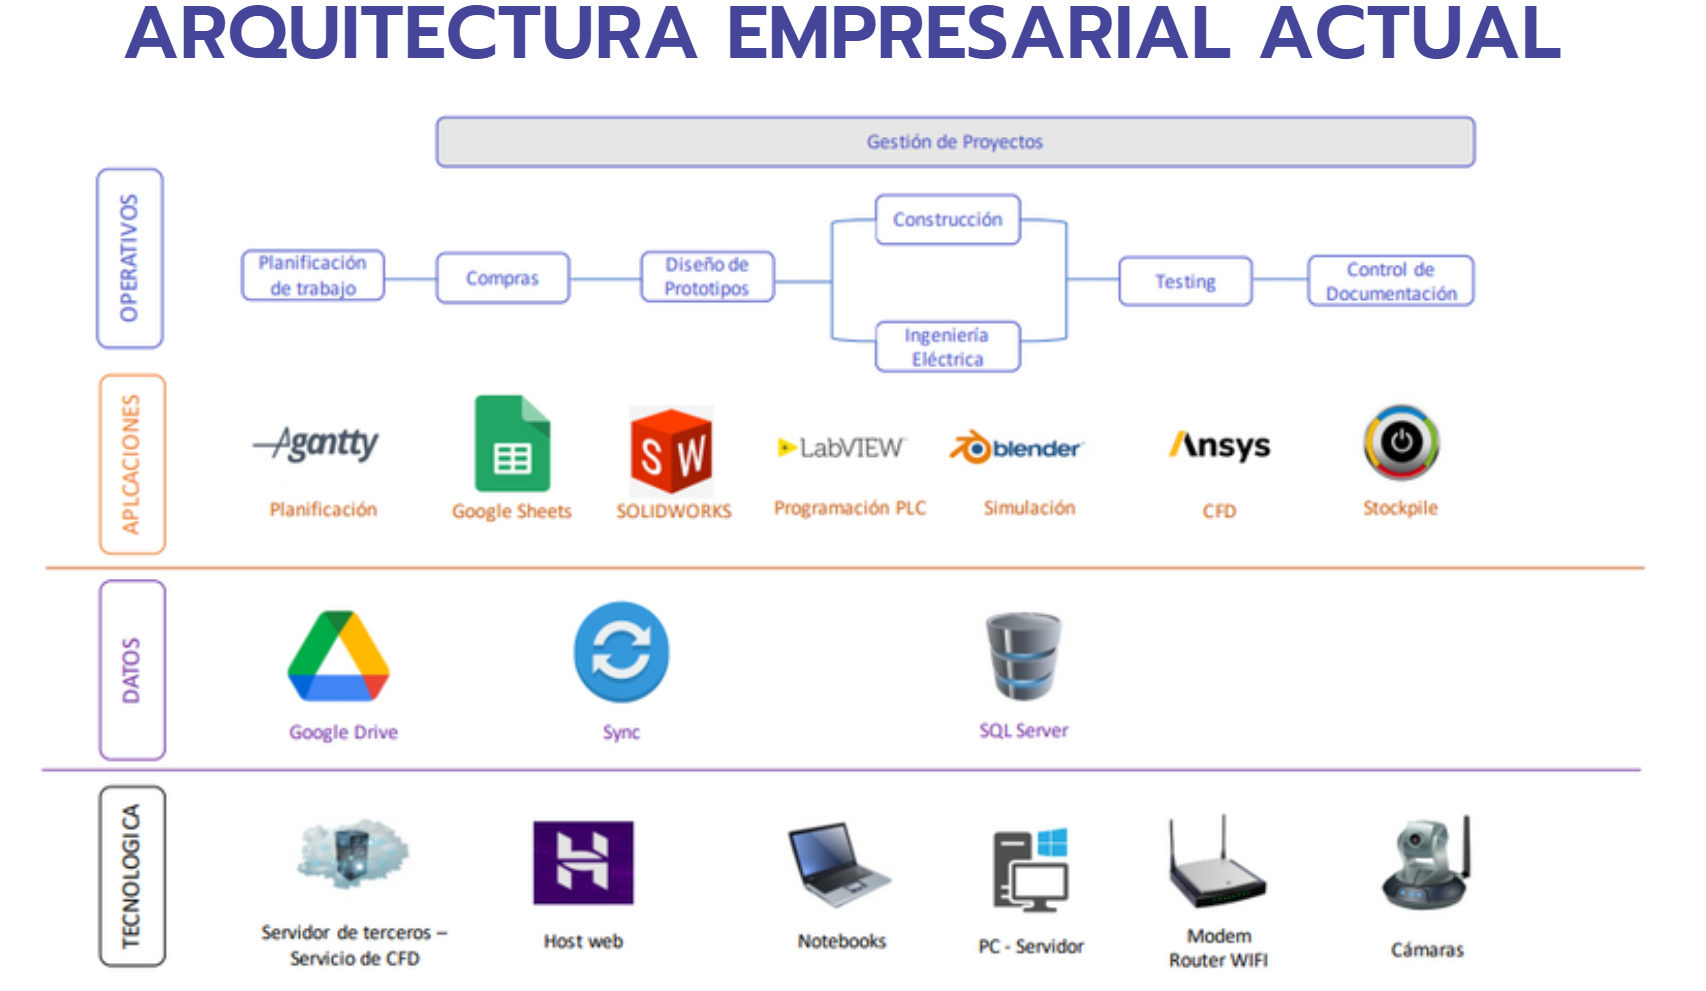 ARQUITECTURA EMPRESARIAL ACTUAL
Gestión de Proyectos
OPERATIVOS
Planificación
de trabajo
Compras
Diseño de
Prototipos
Construcción
Ingeniería
Eléctrica
Testing
Control de
Documentación
APLCACIONES
Agantty
Planificación
Google Sheets
S W
SOLIDWORKS
LabVIEW
Programación PLC
blender
Simulación
Ansys
CFD
Stockpile
DATOS
Google Drive
Sync
SQL Server
TECNOLOGICA
Servidor de terceros –
Servicio de CFD
Host web
Notebooks
PC - Servidor
Modem
Router WIFI
Cámaras